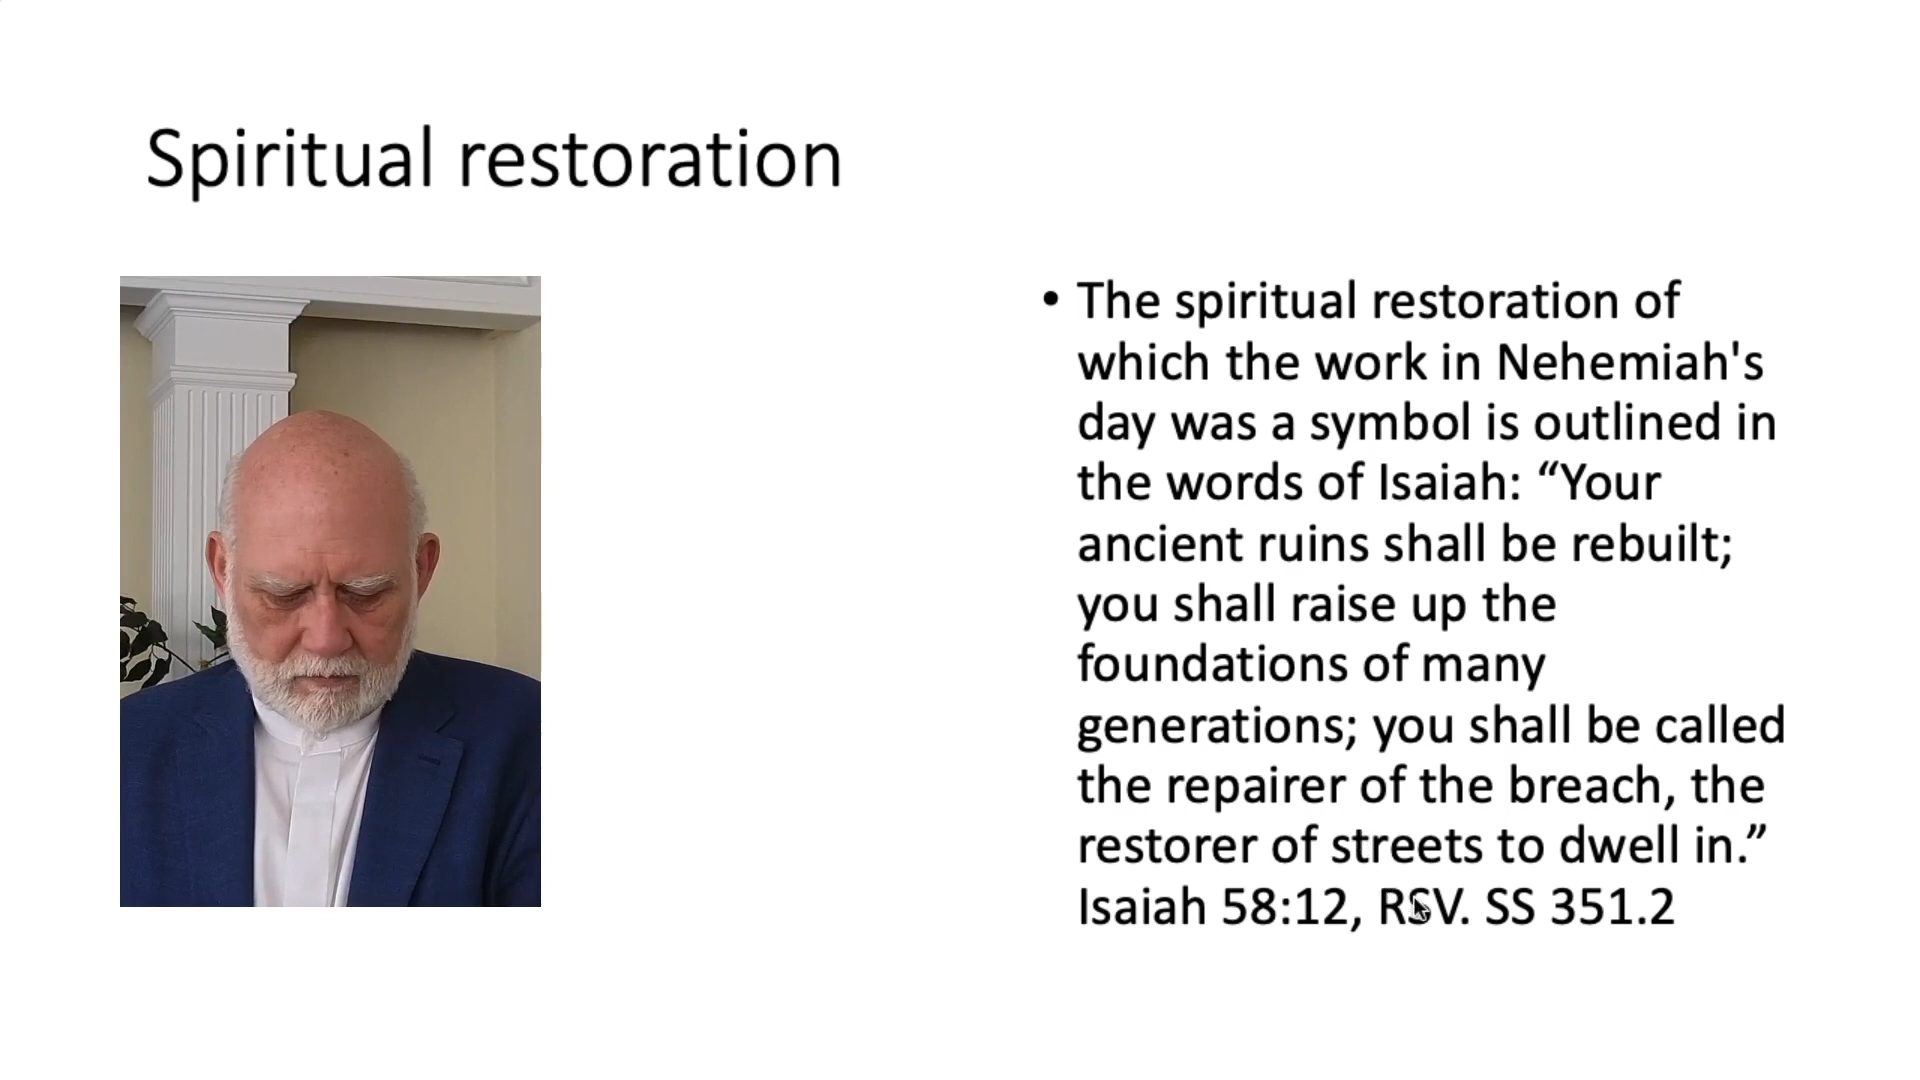 Spiritual restoration
• The spiritual restoration of
which the work in Nehemiah's
day was a symbol is outlined in
the words of Isaiah: “Your
ancient ruins shall be rebuilt;
you shall raise up the
foundations of many
generations; you shall be called
the repairer of the breach, the
restorer of streets to dwell in.”
Isaiah 58:12, RSV. SS 351.2